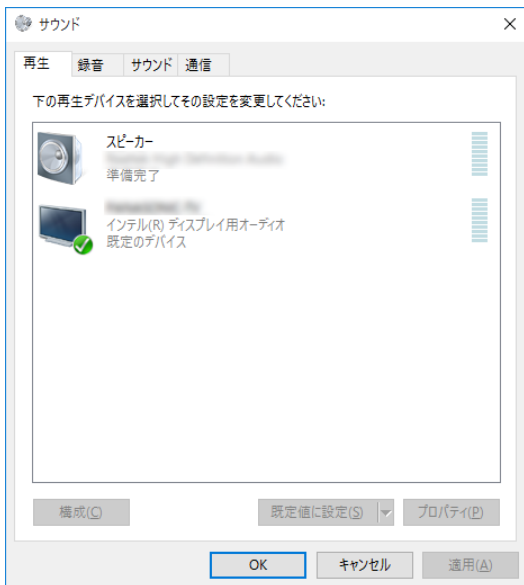 サウンド
再生 録音 サウンド 通信
下の再生デバイスを選択してその設定を変更してください:
スピーカー
準備完了
インテル(R) ディスプレイ用オーディオ
既定のデバイス
構成(C) 既定値に設定(S) プロパティ(P)
OK キャンセル 適用(A)